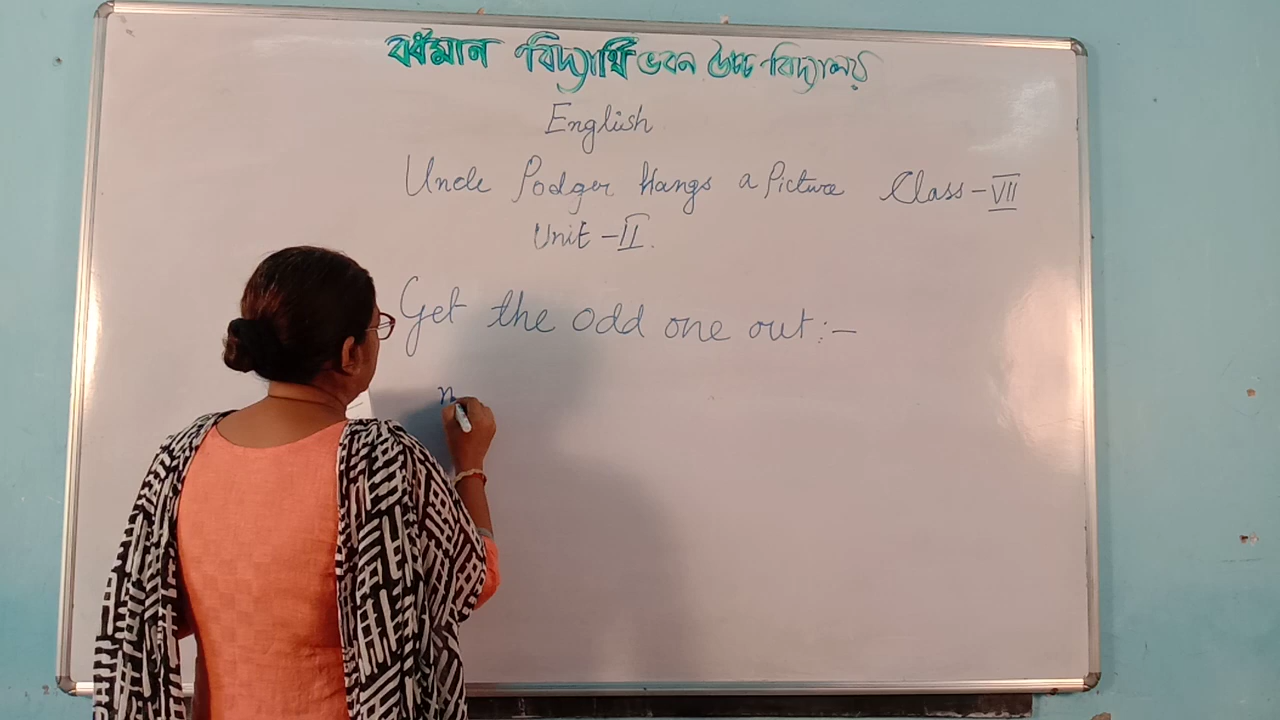 বর্ধমান বিদ্যার্থি ভবন উচ্চ বিদ্যালয়
English
Uncle Podger Hangs a Picture Class - VII
Unit - II.
Get the odd one out :-
n